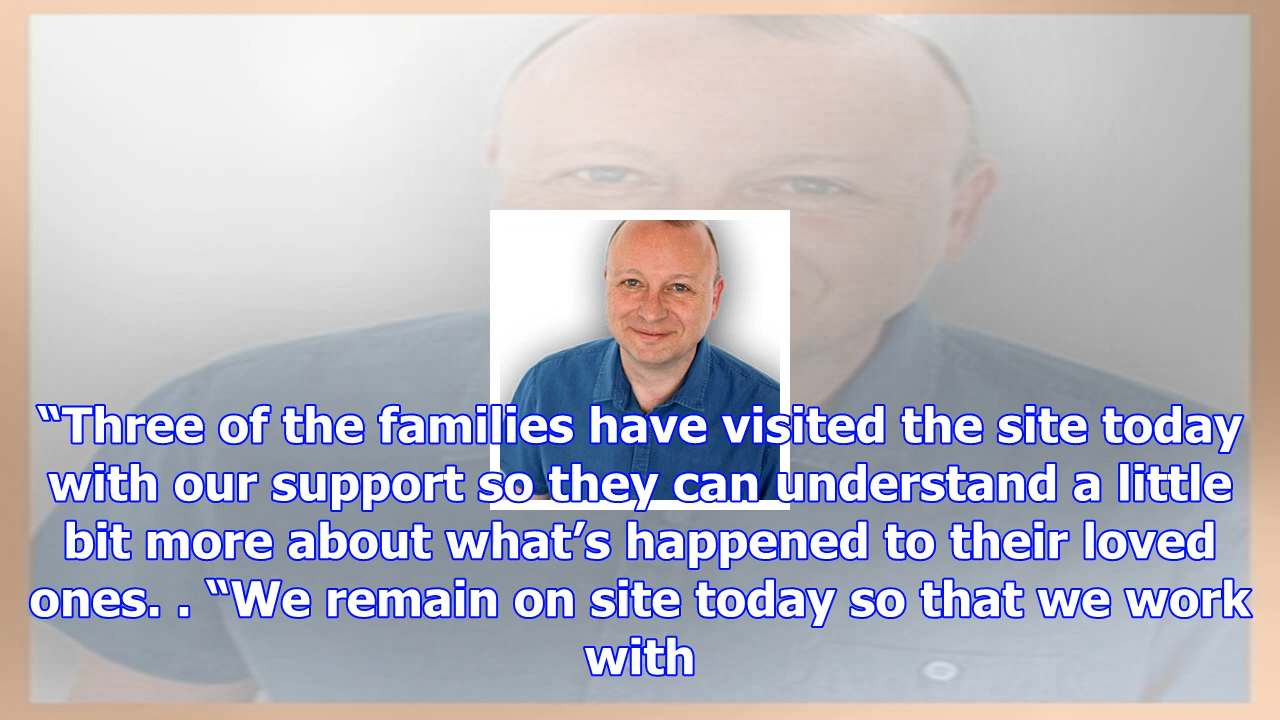 “Three of the families have visited the site today
with our support so they can understand a little
bit more about what’s happened to their loved
ones. . “We remain on site today so that we work
with